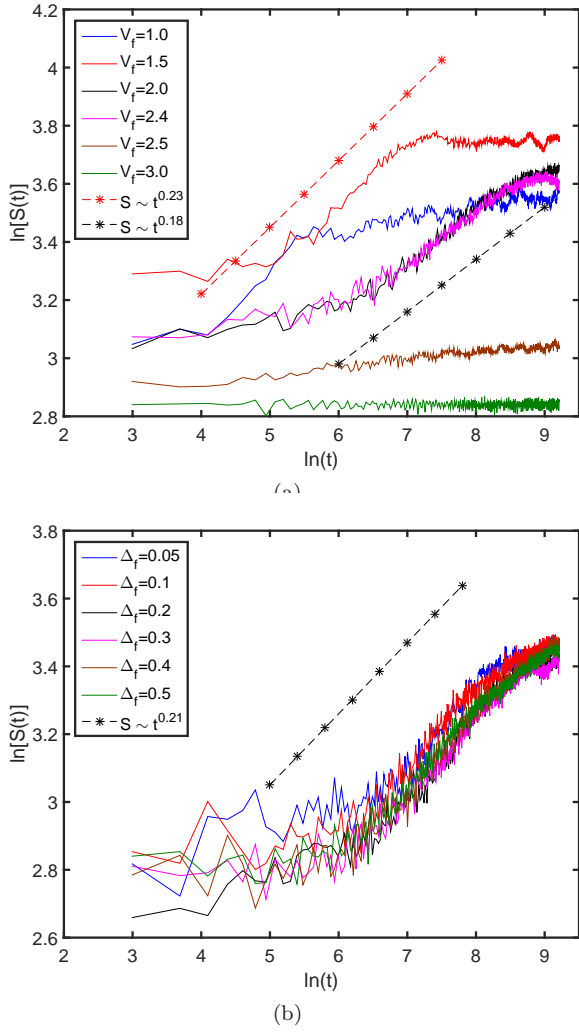 4.2
4
3.8
3.6
3.4
3.2
3
2.8
ln[S(t)]
V_f=1.0
V_f=1.5
V_f=2.0
V_f=2.4
V_f=2.5
V_f=3.0
S ~ t^0.23
S ~ t^0.18
2 3 4 5 6 7 8 9
ln(t)
(a)
3.8
3.6
3.4
3.2
3
2.8
2.6
ln[S(t)]
Δ_f=0.05
Δ_f=0.1
Δ_f=0.2
Δ_f=0.3
Δ_f=0.4
Δ_f=0.5
S ~ t^0.21
2 3 4 5 6 7 8 9
ln(t)
(b)